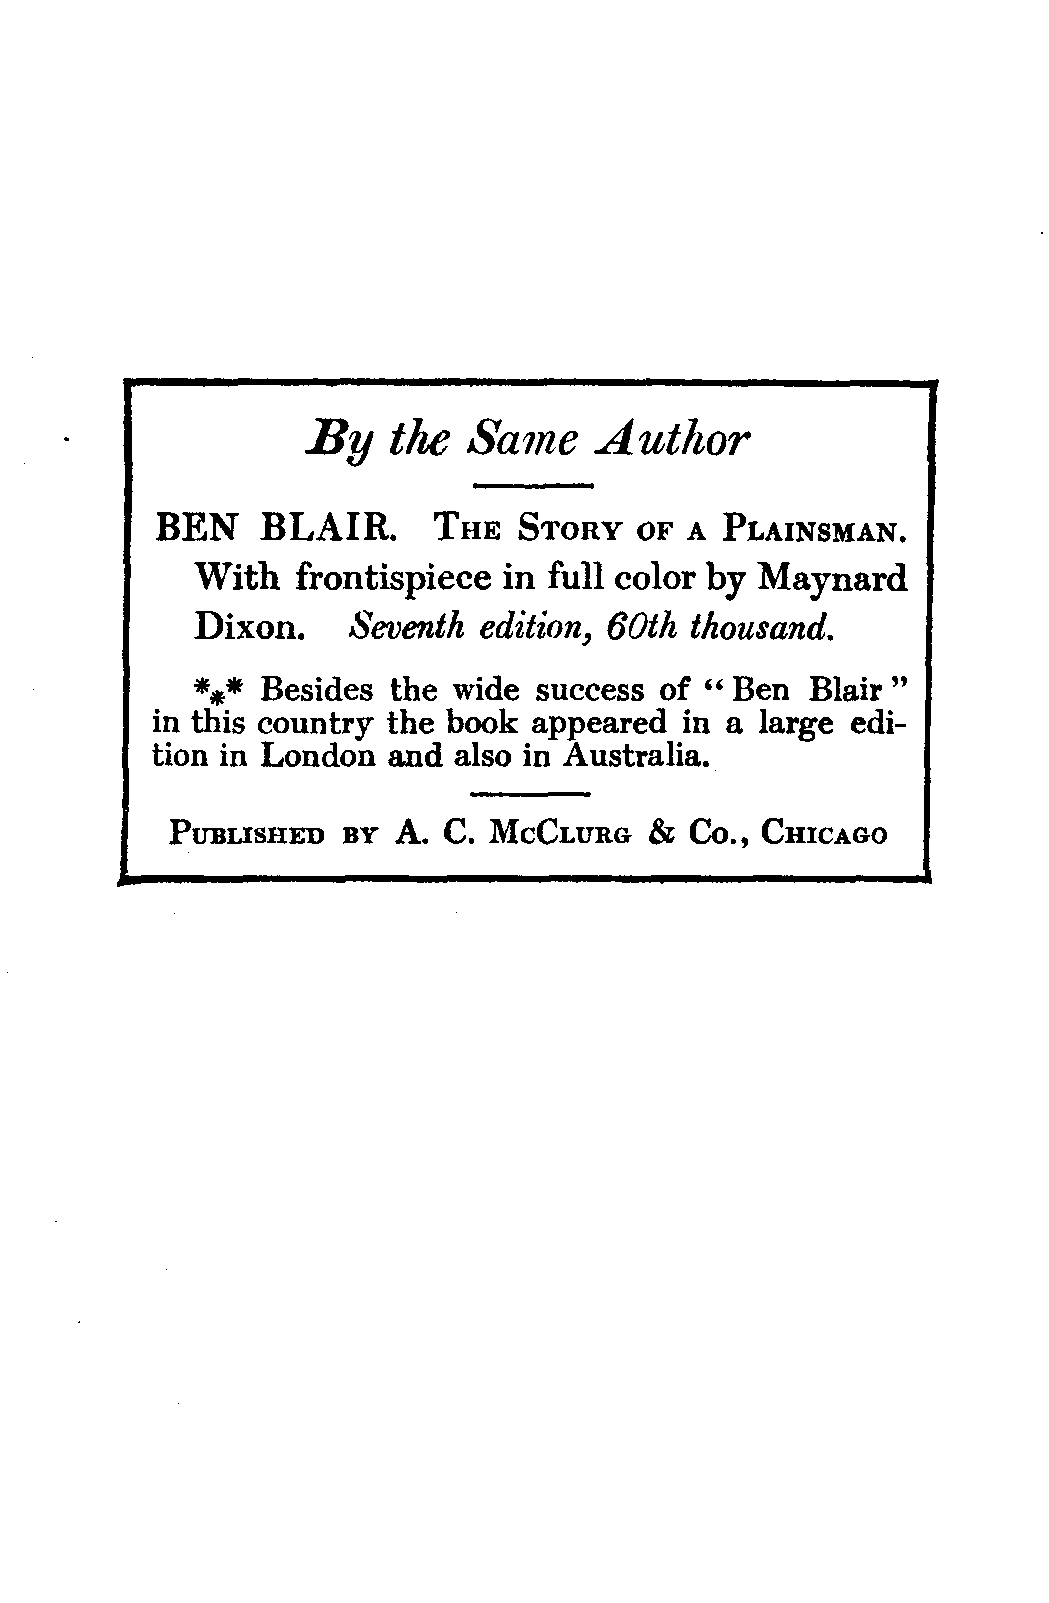 By the Same Author
BEN BLAIR. THE STORY OF A PLAINSMAN.
With frontispiece in full color by Maynard
Dixon. Seventh edition, 60th thousand.
*⁎* Besides the wide success of “Ben Blair”
in this country the book appeared in a large edi-
tion in London and also in Australia.
PUBLISHED BY A. C. MCCLURG & CO., CHICAGO